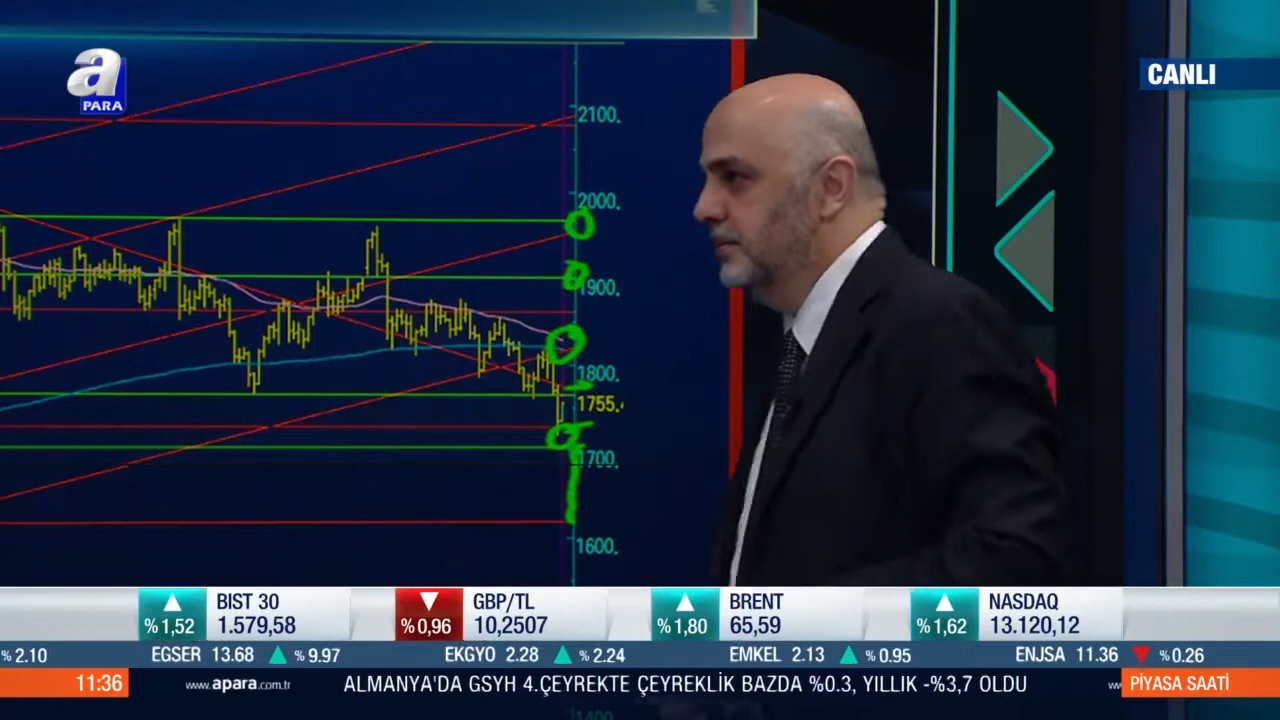 a
PARA
CANLI
2100.
2000.
1900.
1800.
1755.
1700.
1600.
% 1,52 BIST 30 1.579,58
% 0,96 GBP/TL 10,2507
% 1,80 BRENT 65,59
% 1,62 NASDAQ 13.120,12
% 2.10 EGSER 13.68 % 9.97 EKGYO 2.28 % 2.24 EMKEL 2.13 % 0.95 ENJSA 11.36 % 0.26
11:36 www.apara.com.tr ALMANYA'DA GSYH 4.ÇEYREKTE ÇEYREKLİK BAZDA %0.3, YILLIK -%3,7 OLDU PİYASA SAATİ
1400